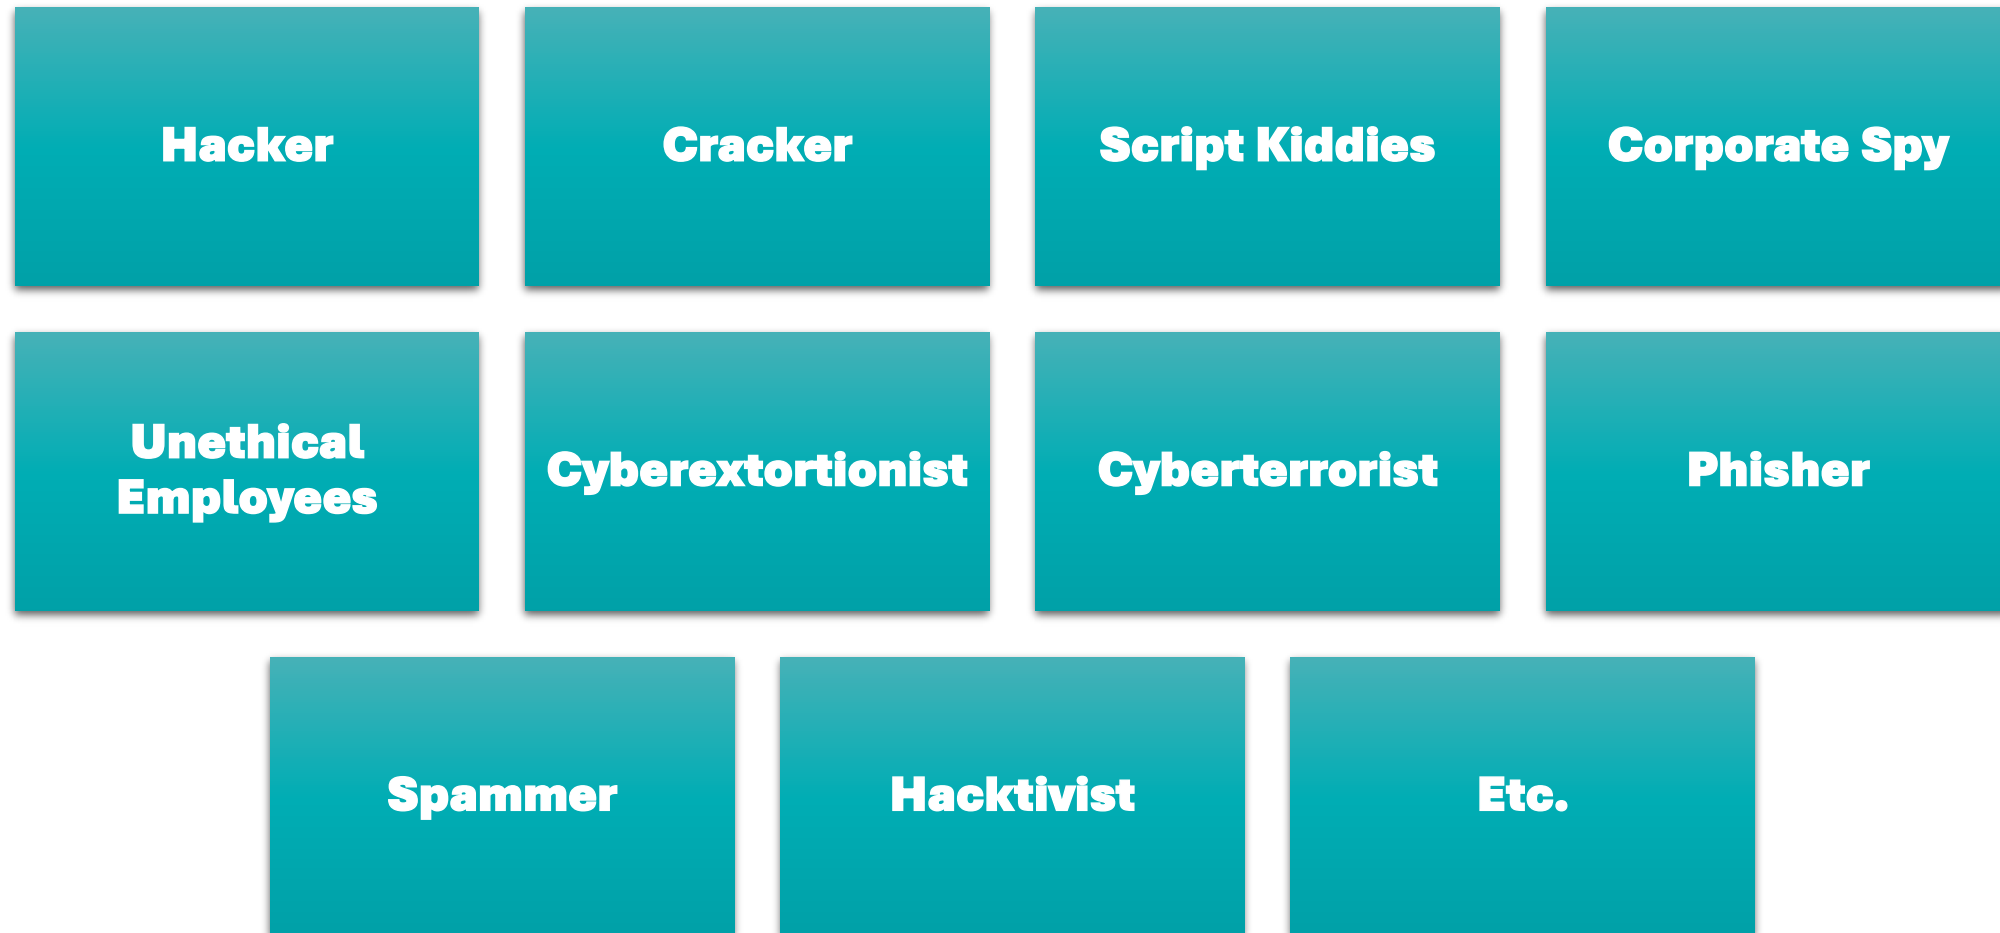 Hacker
Cracker
Script Kiddies
Corporate Spy
Unethical
Employees
Cyberextortionist
Cyberterrorist
Phisher
Spammer
Hacktivist
Etc.